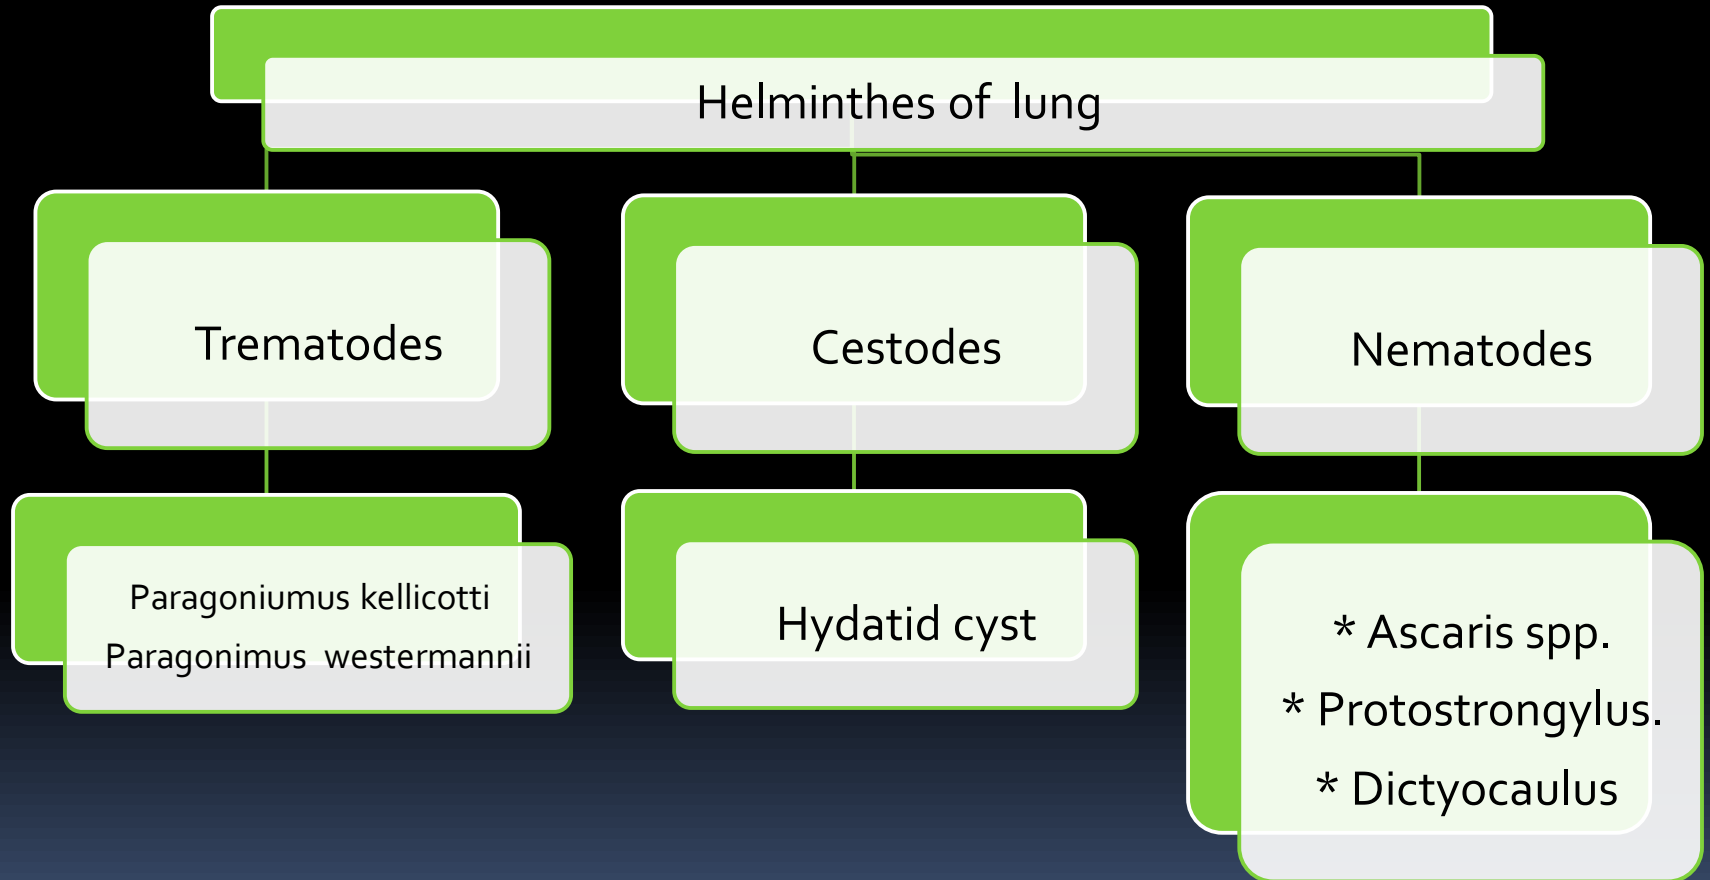 Helminthes of lung
Trematodes
Cestodes
Nematodes
Paragoniumus kellicotti
Paragonimus westermannii
Hydatid cyst
* Ascaris spp.
* Protostrongylus.
* Dictyocaulus